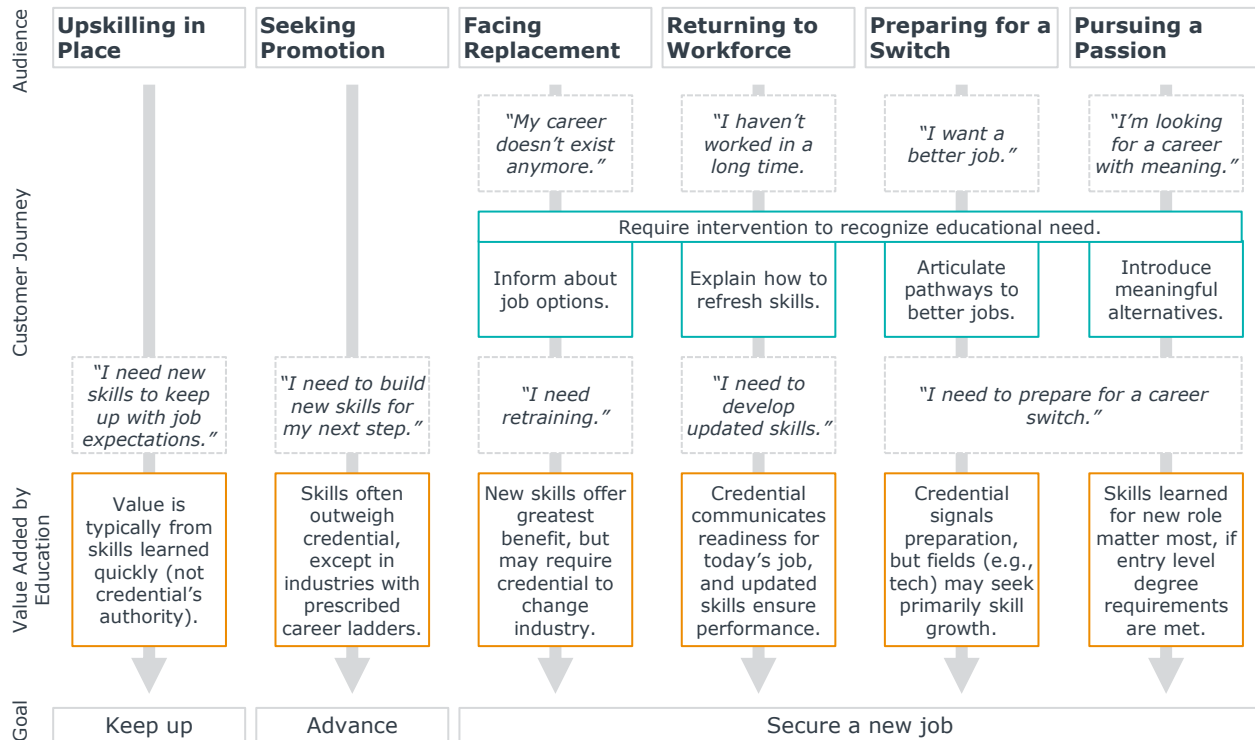 Audience
Upskilling in
Place
Seeking
Promotion
Facing
Replacement
Returning to
Workforce
Preparing for a
Switch
Pursuing a
Passion
Customer Journey
“My career
doesn’t exist
anymore.”
“I haven’t
worked in a
long time.
“I want a
better job.”
“I’m looking
for a career
with meaning.”
Require intervention to recognize educational need.
Inform about
job options.
Explain how to
refresh skills.
Articulate
pathways to
better jobs.
Introduce
meaningful
alternatives.
“I need new
skills to keep
up with job
expectations.”
“I need to build
new skills for
my next step.”
“I need
retraining.”
“I need to
develop
updated skills.”
“I need to prepare for a career
switch.”
Value Added by
Education
Value is
typically from
skills learned
quickly (not
credential’s
authority).
Skills often
outweigh
credential,
except in
industries with
prescribed
career ladders.
New skills offer
greatest
benefit, but
may require
credential to
change
industry.
Credential
communicates
readiness for
today’s job,
and updated
skills ensure
performance.
Credential
signals
preparation,
but fields (e.g.,
tech) may seek
primarily skill
growth.
Skills learned
for new role
matter most, if
entry level
degree
requirements
are met.
Goal
Keep up
Advance
Secure a new job